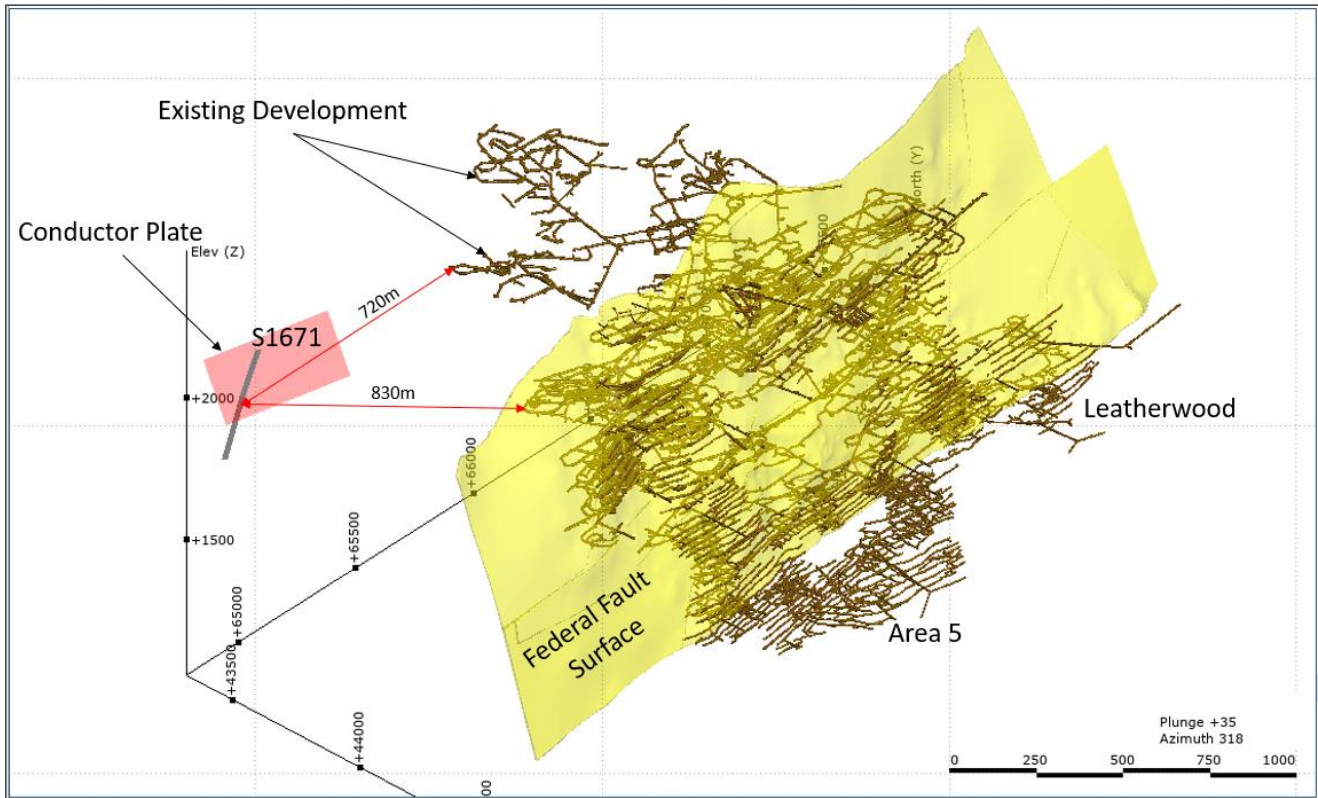 Existing Development
Conductor Plate
Elev (Z)
North (Y)
720m
S1671
+2000
830m
Leatherwood
+66000
+1500
+65500
Federal Fault
Surface
Area 5
+65000
+43500
+44000
Plunge +35
Azimuth 318
0 250 500 750 1000